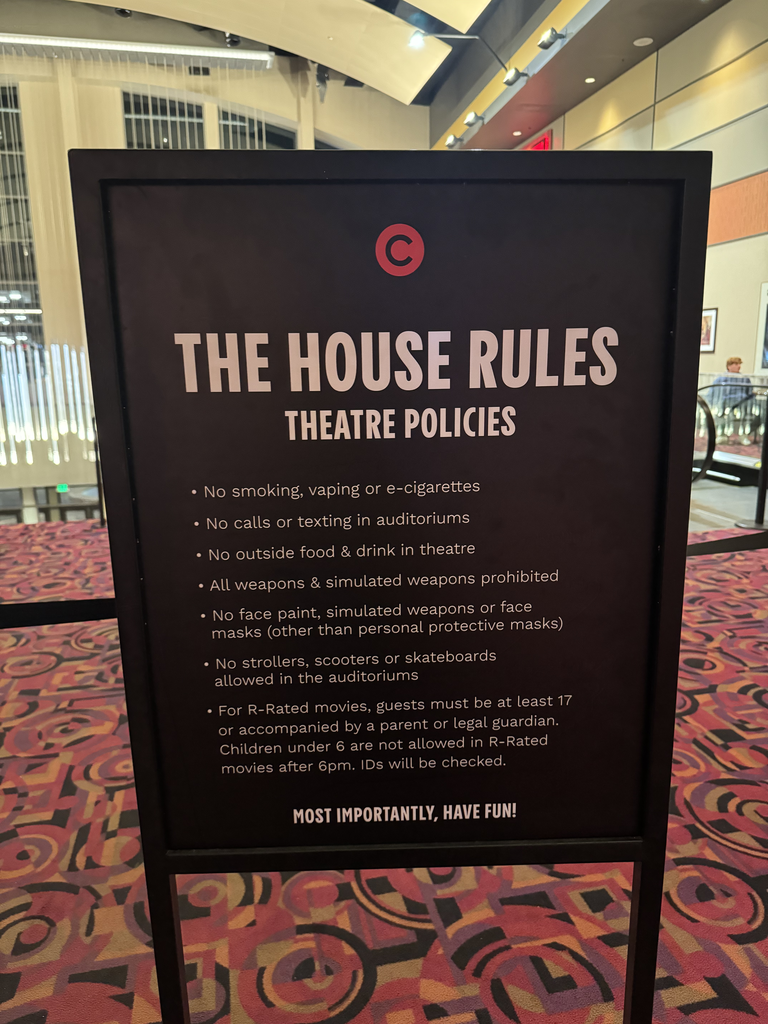 C
THE HOUSE RULES
THEATRE POLICIES
• No smoking, vaping or e-cigarettes
• No calls or texting in auditoriums
• No outside food & drink in theatre
• All weapons & simulated weapons prohibited
• No face paint, simulated weapons or face
masks (other than personal protective masks)
• No strollers, scooters or skateboards
allowed in the auditoriums
• For R-Rated movies, guests must be at least 17
or accompanied by a parent or legal guardian.
Children under 6 are not allowed in R-Rated
movies after 6pm. IDs will be checked.
MOST IMPORTANTLY, HAVE FUN!